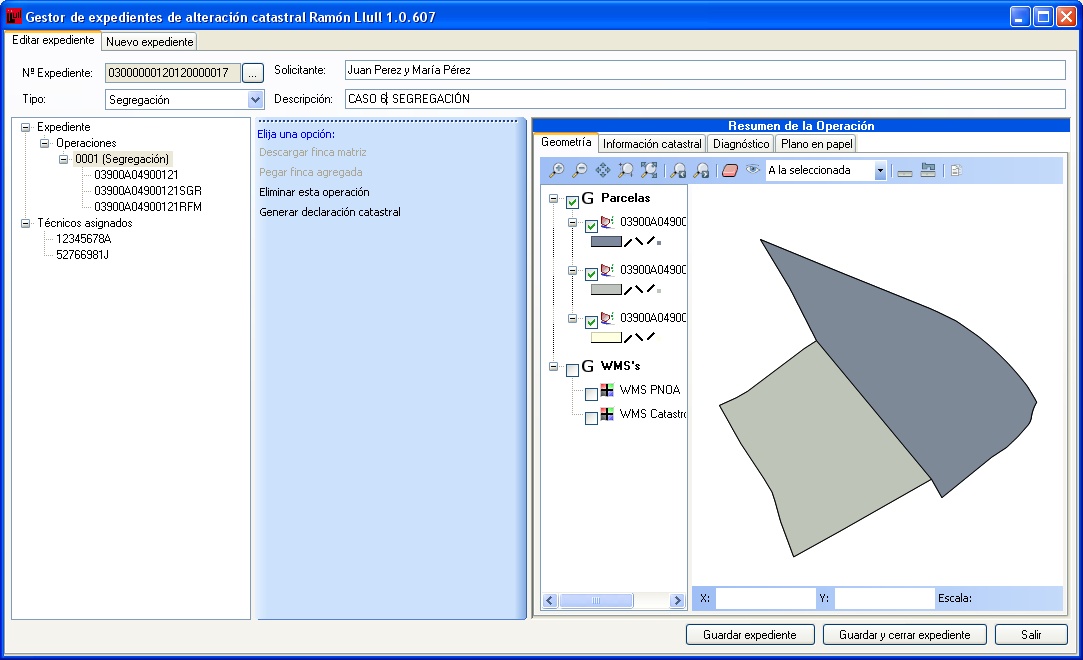 Llull Gestor de expedientes de alteración catastral Ramón Llull 1.0.607
Editar expediente Nuevo expediente
Nº Expediente: 03000000120120000017 ... Solicitante: Juan Perez y María Pérez
Tipo: Segregación Descripción: CASO 6: SEGREGACIÓN
Expediente
Operaciones
0001 (Segregación)
03900A04900121
03900A04900121SGR
03900A04900121RFM
Técnicos asignados
12345678A
52766981J
Elija una opción:
Descargar finca matriz
Pegar finca agregada
Eliminar esta operación
Generar declaración catastral
Resumen de la Operación
Geometría Información catastral Diagnóstico Plano en papel
A la seleccionada
G Parcelas
03900A04900
03900A04900
03900A04900
G WMS's
WMS PNOA
WMS Catastro
X: Y: Escala:
Guardar expediente Guardar y cerrar expediente Salir